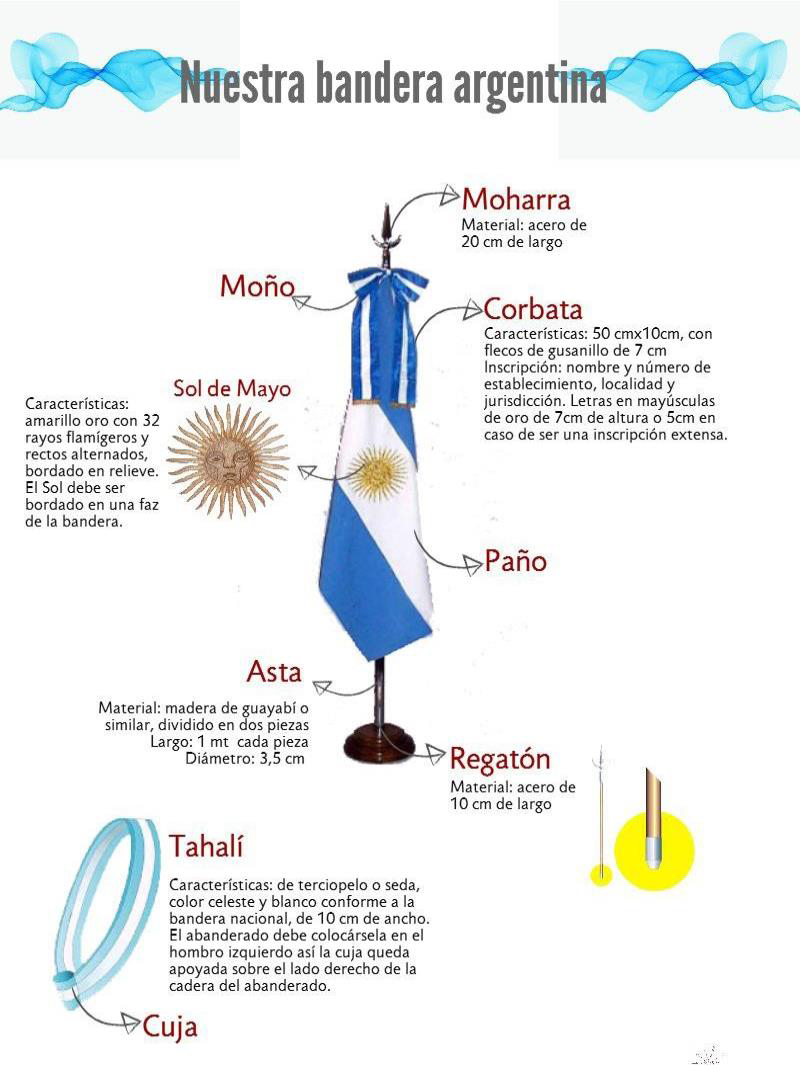 Nuestra bandera argentina
Moharra
Material: acero de
20 cm de largo
Moño
Corbata
Características: 50 cmx10cm, con
flecos de gusanillo de 7 cm
Inscripción: nombre y número de
establecimiento, localidad y
jurisdicción. Letras en mayúsculas
de oro de 7cm de altura o 5cm en
caso de ser una inscripción extensa.
Sol de Mayo
Características:
amarillo oro con 32
rayos flamígeros y
rectos alternados,
bordado en relieve.
El Sol debe ser
bordado en una faz
de la bandera.
Paño
Asta
Material: madera de guayabí o
similar, dividido en dos piezas
Largo: 1 mt cada pieza
Diámetro: 3,5 cm
Regatón
Material: acero de
10 cm de largo
Tahalí
Características: de terciopelo o seda,
color celeste y blanco conforme a la
bandera nacional, de 10 cm de ancho.
El abanderado debe colocársela en el
hombro izquierdo así la cuja queda
apoyada sobre el lado derecho de la
cadera del abanderado.
Cuja